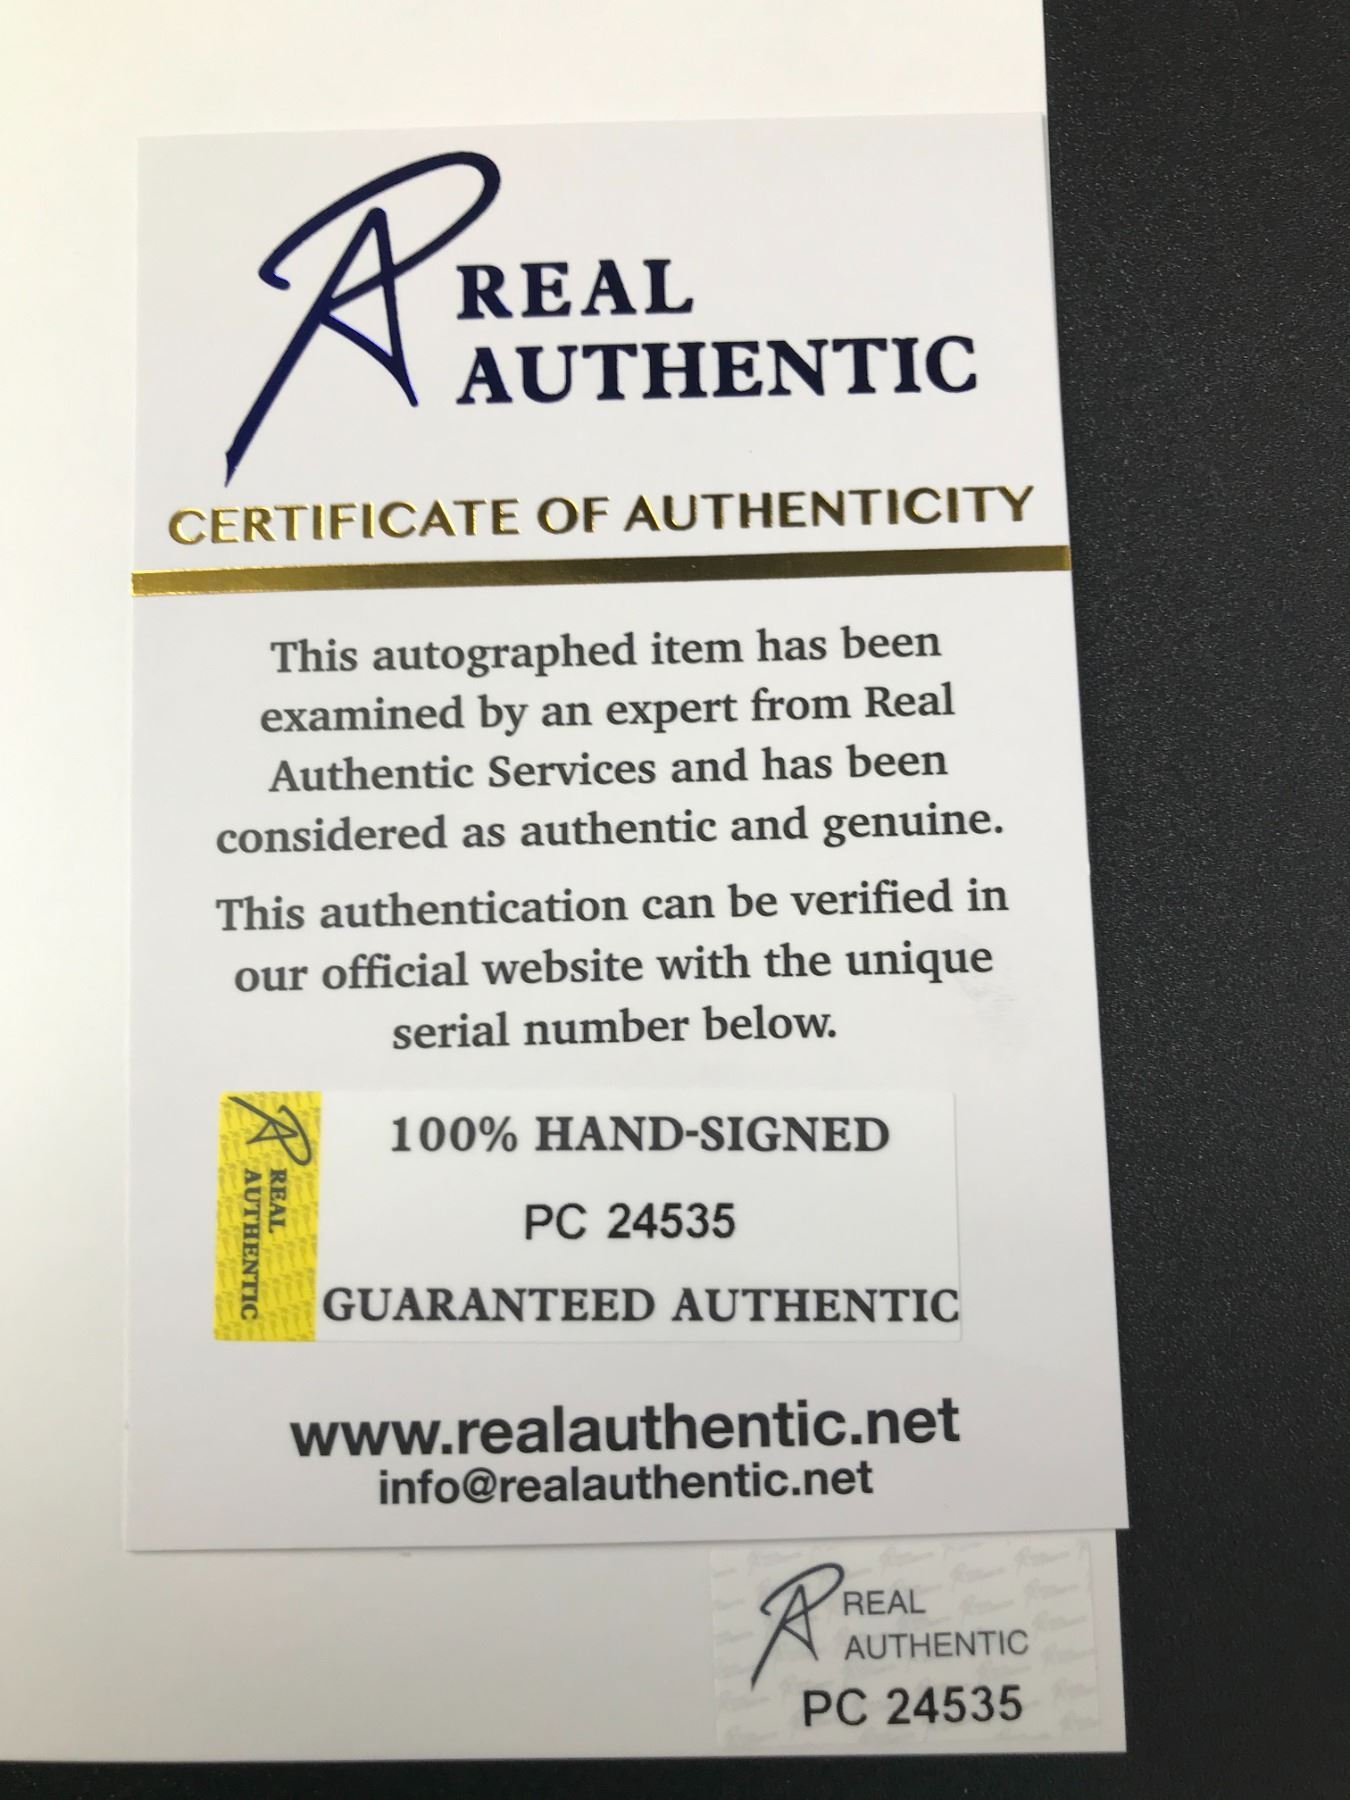 REAL
AUTHENTIC
CERTIFICATE OF AUTHENTICITY
This autographed item has been
examined by an expert from Real
Authentic Services and has been
considered as authentic and genuine.
This authentication can be verified in
our official website with the unique
serial number below.
REAL
AUTHENTIC
100% HAND-SIGNED
PC 24535
GUARANTEED AUTHENTIC
www.realauthentic.net
info@realauthentic.net
REAL
AUTHENTIC
PC 24535